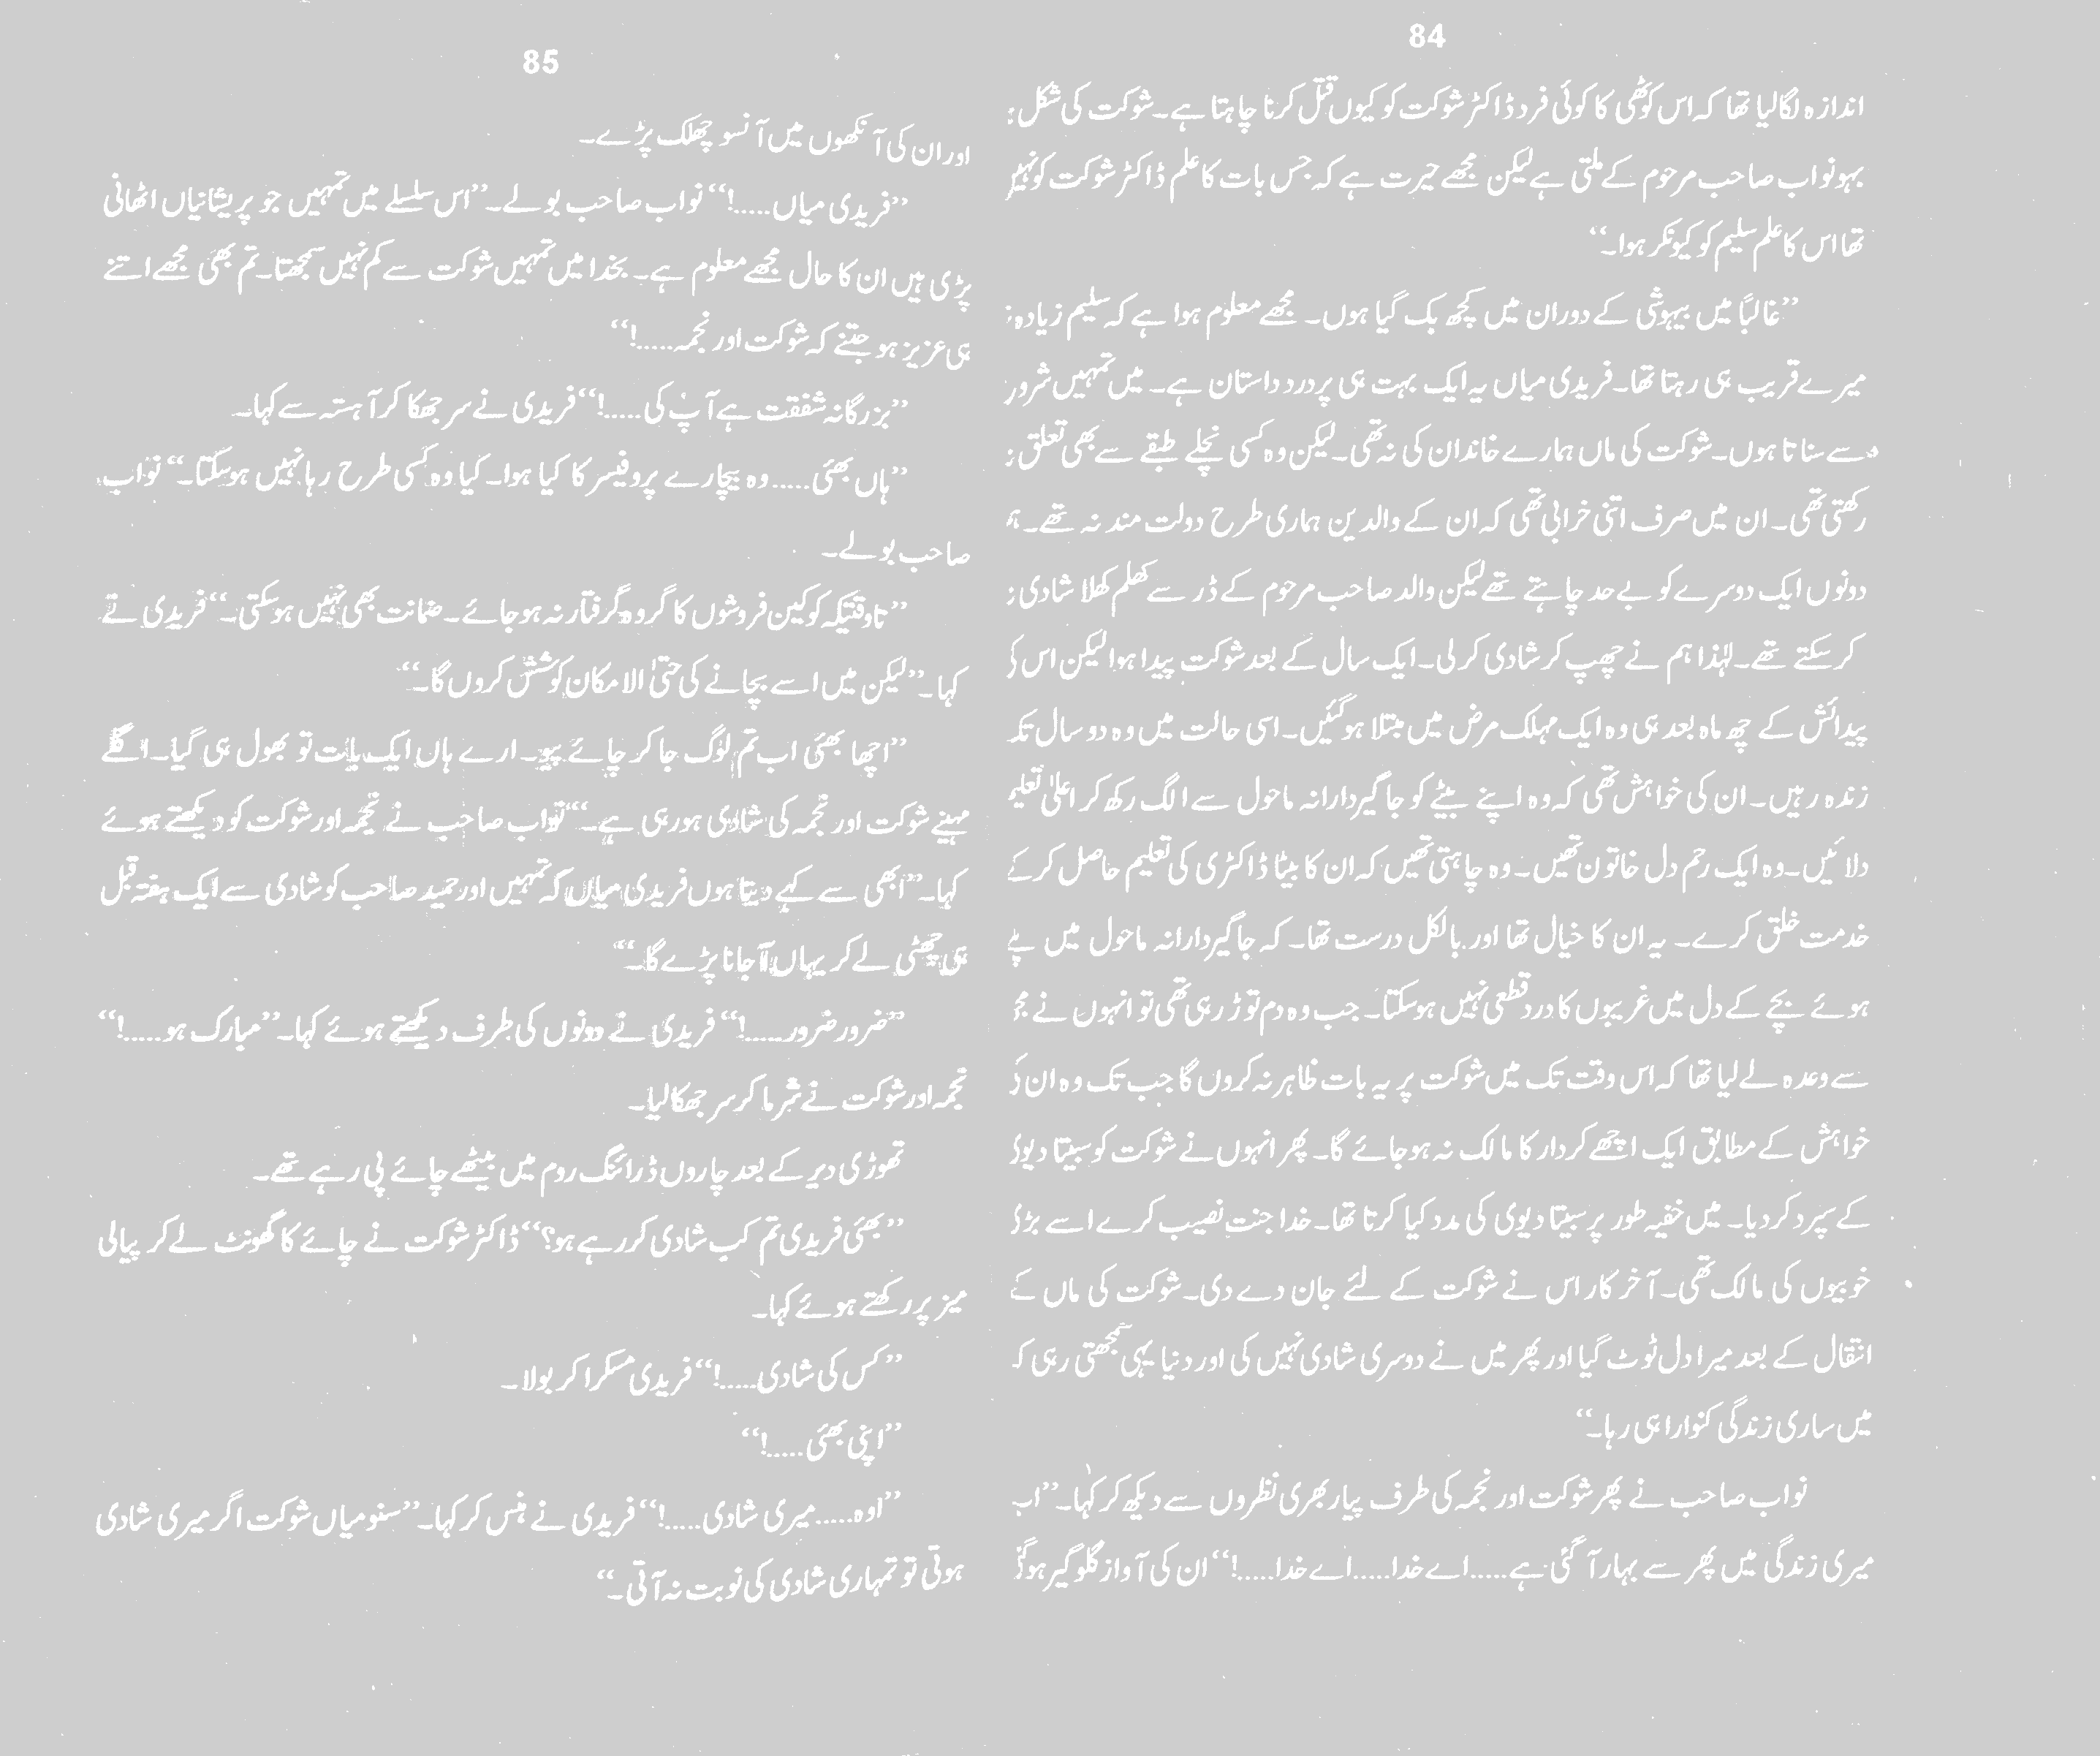 84
اندازہ لگالیا تھا کہ اس کوٹھی کا کوئی فرد ڈاکٹر شوکت کو کیوں قتل کرنا چاہتا ہے۔ شوکت کی شکل
ہو نواب صاحب مرحوم کے ملتی ہے لیکن مجھے حیرت ہے کہ جس بات کا علم ڈاکٹر شوکت کو نہیں
تھا اس کا علم سلیم کو کیونکر ہوا۔“
”غالباً میں بیہوشی کے دوران میں کچھ بک گیا ہوں۔ مجھے معلوم ہوا ہے کہ سلیم زیادہ
میرے قریب ہی رہتا تھا۔ فریدی میاں یہ ایک بہت ہی پردرد داستان ہے۔ میں تمہیں شرور
سے سناتا ہوں۔ شوکت کی ماں ہمارے خاندان کی نہ تھی۔ لیکن وہ کسی نچلے طبقے سے بھی تعلق
رکھتی تھی۔ ان میں صرف اتنی خرابی تھی کہ ان کے والدین ہماری طرح دولت مند نہ تھے۔
دونوں ایک دوسرے کو بے حد چاہتے تھے لیکن والد صاحب مرحوم کے ڈر سے کھلم کھلا شادی
کر سکتے تھے۔ لہٰذا ہم نے چھپ کر شادی کرلی۔ ایک سال کے بعد شوکت پیدا ہوا لیکن اس
پیدائش کے چھ ماہ بعد ہی وہ ایک مہلک مرض میں مبتلا ہو گئیں۔ اسی حالت میں وہ دو سال تک
زندہ رہیں۔ ان کی خواہش تھی کہ وہ اپنے بیٹے کو جاگیردارانہ ماحول سے الگ رکھ کر اعلیٰ تعلیم
دلائیں۔ وہ ایک رحم دل خاتون تھیں۔ وہ چاہتی تھیں کہ ان کا بیٹا ڈاکٹری کی تعلیم حاصل کرکے
خدمت خلق کرے۔ یہ ان کا خیال تھا اور بالکل درست تھا۔ کہ جاگیردارانہ ماحول میں پلے
ہوئے بچے کے دل میں غریبوں کا درد قطعی نہیں ہو سکتا۔ جب وہ دم توڑ رہی تھی تو انہوں نے مجھ
سے وعدہ لے لیا تھا کہ اس وقت تک میں شوکت پر یہ بات ظاہر نہ کروں گا جب تک وہ ان
خواہش کے مطابق ایک اچھے کردار کا مالک نہ ہوجائے گا۔ پھر انہوں نے شوکت کو سبیتا دیوی
کے سپرد کردیا۔ میں خفیہ طور پر سبیتا دیوی کی مدد کیا کرتا تھا۔ خدا جنت نصیب کرے اسے بڑی
خوبیوں کی مالک تھی۔ آخر کار اس نے شوکت کے لئے جان دے دی۔ شوکت کی ماں کے
انتقال کے بعد میرا دل ٹوٹ گیا اور پھر میں نے دوسری شادی نہیں کی اور دنیا یہی سمجھتی رہی کہ
میں ساری زندگی کنوارا ہی رہا۔“
نواب صاحب نے پھر شوکت اور نجمہ کی طرف پیار بھری نظروں سے دیکھ کر کہا۔ ”اب
میری زندگی میں پھر سے بہار آگئی ہے......اے خدا......اے خدا......!“ ان کی آواز گلوگیر ہوگئی
85
اور ان کی آنکھوں میں آنسو چھلک پڑے۔
”فریدی میاں......!“ نواب صاحب بولے۔ ”اس سلسلے میں تمہیں جو پریشانیاں اٹھانی
پڑی ہیں ان کا حال مجھے معلوم ہے۔ بخدا میں تمہیں شوکت سے کم نہیں سمجھتا۔ تم بھی مجھے اتنے
ہی عزیز ہو جتنے کہ شوکت اور نجمہ......!“
”بزرگانہ شفقت ہے آپ کی......!“ فریدی نے سر جھکا کر آہستہ سے کہا۔
”ہاں بھئی......وہ بیچارے پروفیسر کا کیا ہوا۔ کیا وہ کسی طرح رہا نہیں ہوسکتا۔“ نواب
صاحب بولے۔
”تاوقتیکہ کوکین فروشوں کا گروہ گرفتار نہ ہوجائے۔ ضمانت بھی نہیں ہوسکتی۔“ فریدی نے
کہا۔ ”لیکن میں اسے بچانے کی حتی الامکان کوشش کروں گا۔“
”اچھا بھئی اب تم لوگ جاکر چائے پیو۔ ارے ہاں ایک بات تو بھول ہی گیا۔ اگلے
مہینے شوکت اور نجمہ کی شادی ہو رہی ہے۔“ نواب صاحب نے نجمہ اور شوکت کو دیکھتے ہوئے
کہا۔ ”ابھی سے کہے دیتا ہوں فریدی میاں کہ تمہیں اور حمید صاحب کو شادی سے ایک ہفتہ قبل
ہی چھٹی لے کر یہاں آجانا پڑے گا۔“
”ضرور ضرور......!“ فریدی نے دونوں کی طرف دیکھتے ہوئے کہا۔ ”مبارک ہو......!“
نجمہ اور شوکت نے شرما کر سر جھکالیا۔
تھوڑی دیر کے بعد چاروں ڈرائنگ روم میں بیٹھے چائے پی رہے تھے۔
”بھئی فریدی تم کب شادی کر رہے ہو؟“ ڈاکٹر شوکت نے چائے کا گھونٹ لے کر پیالی
میز پر رکھتے ہوئے کہا۔
”کس کی شادی......!“ فریدی مسکرا کر بولا۔
”اپنی بھئی......!“
”اوہ......میری شادی......!“ فریدی نے ہنس کر کہا۔ ”سنو میاں شوکت اگر میری شادی
ہوتی تو تمہاری شادی کی نوبت نہ آتی۔“